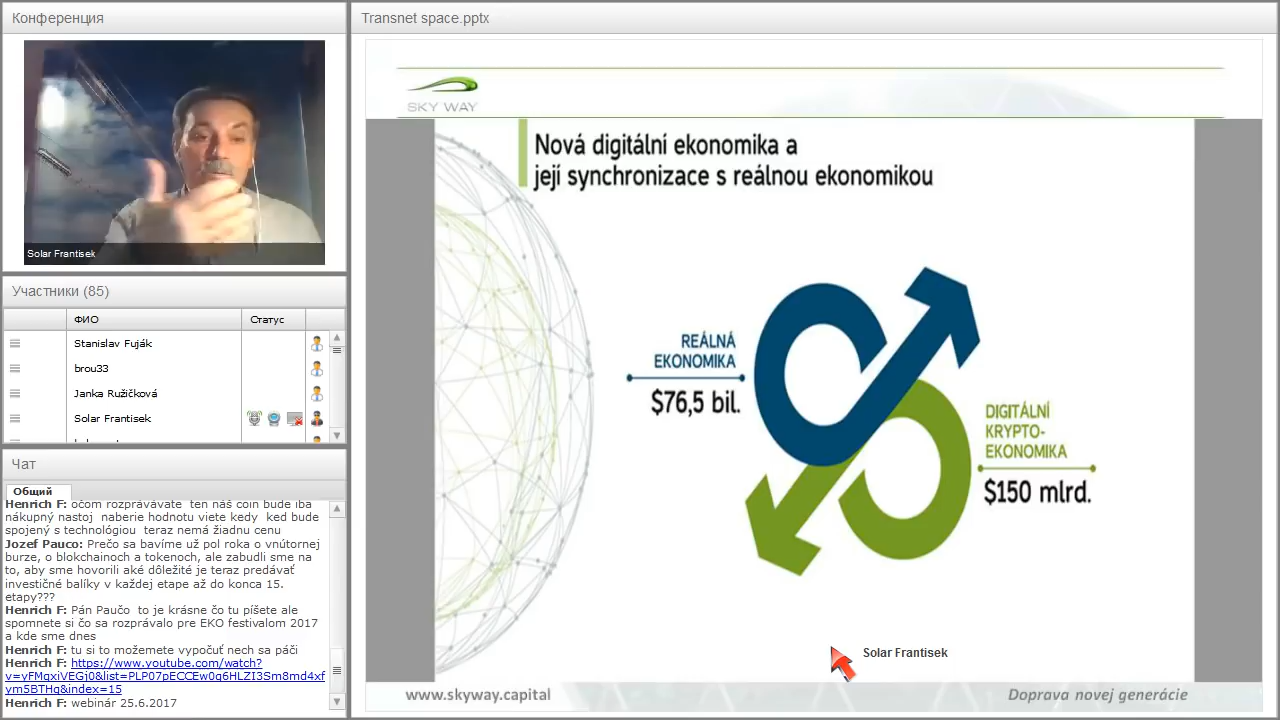 Конференция
Solar Frantisek
Участники (85)
ФИО
Статус
Stanislav Fuják
brou33
Janka Ružičková
Solar Frantisek
Чат
Общий
Henrich F: očom rozprávávate ten náš coin bude iba
nákupný nastoj naberie hodnotu viete kedy ked bude
spojený s technológiou teraz nemá žiadnu cenu
Jozef Pauco: Prečo sa bavíme už pol roka o vnútornej
burze, o blokchainoch a tokenoch, ale zabudli sme na
to, aby sme hovorili aké dôležité je teraz predávať
investičné balíky v každej etape až do konca 15.
etapy???
Henrich F: Pán Paučo to je krásne čo tu píšete ale
spomnete si čo sa rozprávalo pre EKO festivalom 2017
a kde sme dnes
Henrich F: tu si to možemete vypočuť nech sa páči
Henrich F: https://www.youtube.com/watch?
v=yFMqxiVEGj0&list=PLP07pECCEw0g6HLZI3Sm8md4xf
ym5BTHq&index=15
Henrich F: webinár 25.6.2017
Transnet space.pptx
SKY WAY
Nová digitální ekonomika a
její synchronizace s reálnou ekonomikou
REÁLNÁ
EKONOMIKA
$76,5 bil.
DIGITÁLNÍ
KRYPTO-
EKONOMIKA
$150 mlrd.
Solar Frantisek
www.skyway.capital
Doprava novej generácie